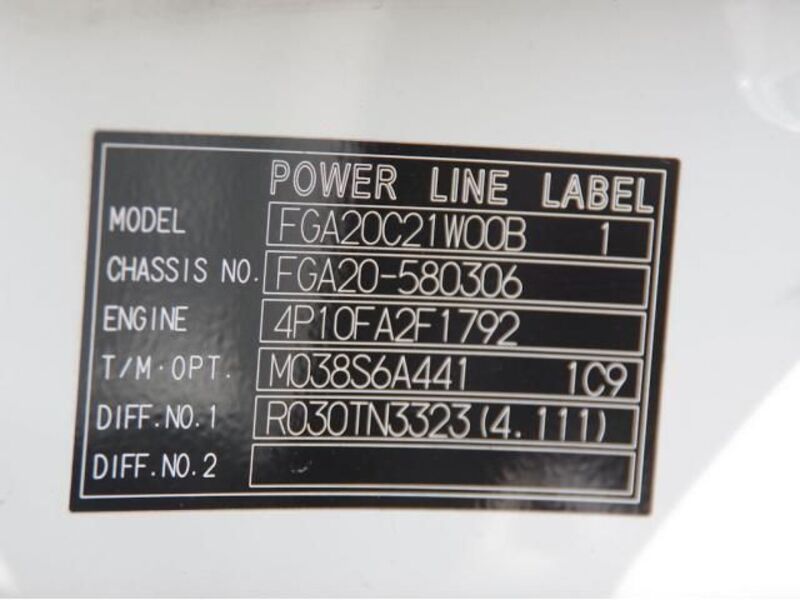 POWER LINE LABEL
MODEL FGA20C21W00B 1
CHASSIS NO. FGA20-580306
ENGINE 4P10FA2F1792
T/M·OPT. M038S6A441 1C9
DIFF.NO.1 R030TN3323(4.111)
DIFF.NO.2